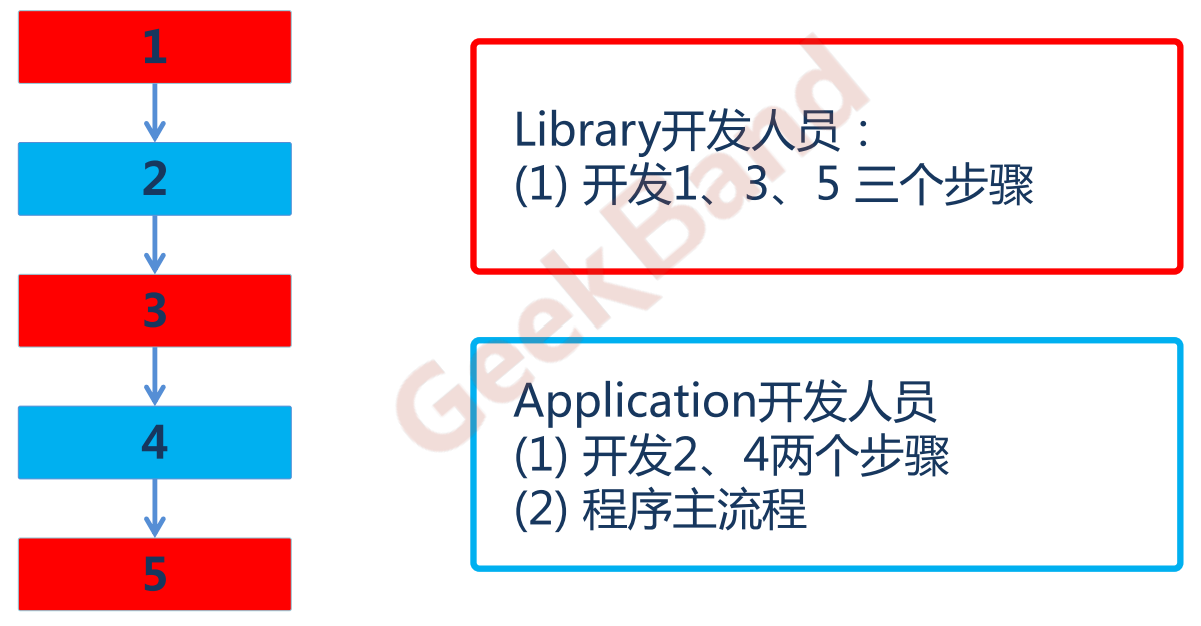 1
2
3
4
5
Library开发人员：
(1) 开发1、3、5 三个步骤
Application开发人员
(1) 开发2、4两个步骤
(2) 程序主流程
GeekBand